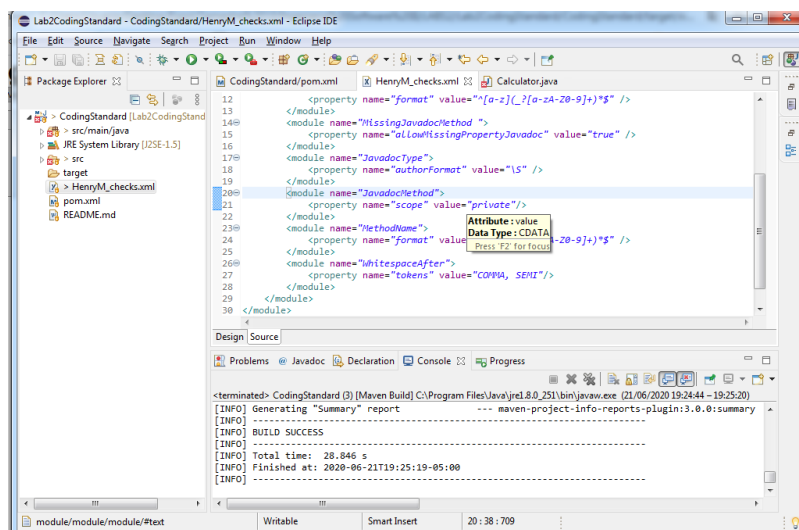 Lab2CodingStandard - CodingStandard/HenryM_checks.xml - Eclipse IDE
File Edit Source Navigate Search Project Run Window Help
Package Explorer
CodingStandard/pom.xml HenryM_checks.xml Calculator.java
> CodingStandard [Lab2CodingStand
> src/main/java
JRE System Library [J2SE-1.5]
> src
target
> HenryM_checks.xml
pom.xml
README.md
12 <property name="format" value="^[a-z](_?[a-zA-Z0-9]+)*$" />
13 </module>
14 <module name="MissingJavadocMethod ">
15 <property name="allowMissingPropertyJavadoc" value="true" />
16 </module>
17 <module name="JavadocType">
18 <property name="authorFormat" value="\S" />
19 </module>
20 <module name="JavadocMethod">
21 <property name="scope" value="private"/>
22 </module>
23 <module name="MethodName">
24 <property name="format" value A-Z0-9]+)*$" />
25 </module>
26 <module name="WhitespaceAfter">
27 <property name="tokens" value="COMMA, SEMI"/>
28 </module>
29 </module>
30 </module>
Attribute : value
Data Type : CDATA
Press 'F2' for focus
Design Source
Problems @ Javadoc Declaration Console Progress
<terminated> CodingStandard (3) [Maven Build] C:\Program Files\Java\jre1.8.0_251\bin\javaw.exe (21/06/2020 19:24:44 – 19:25:20)
[INFO] Generating "Summary" report --- maven-project-info-reports-plugin:3.0.0:summary
[INFO] ------------------------------------------------------------------------
[INFO] BUILD SUCCESS
[INFO] ------------------------------------------------------------------------
[INFO] Total time: 28.846 s
[INFO] Finished at: 2020-06-21T19:25:19-05:00
[INFO] ------------------------------------------------------------------------
module/module/module/#text Writable Smart Insert 20 : 38 : 709